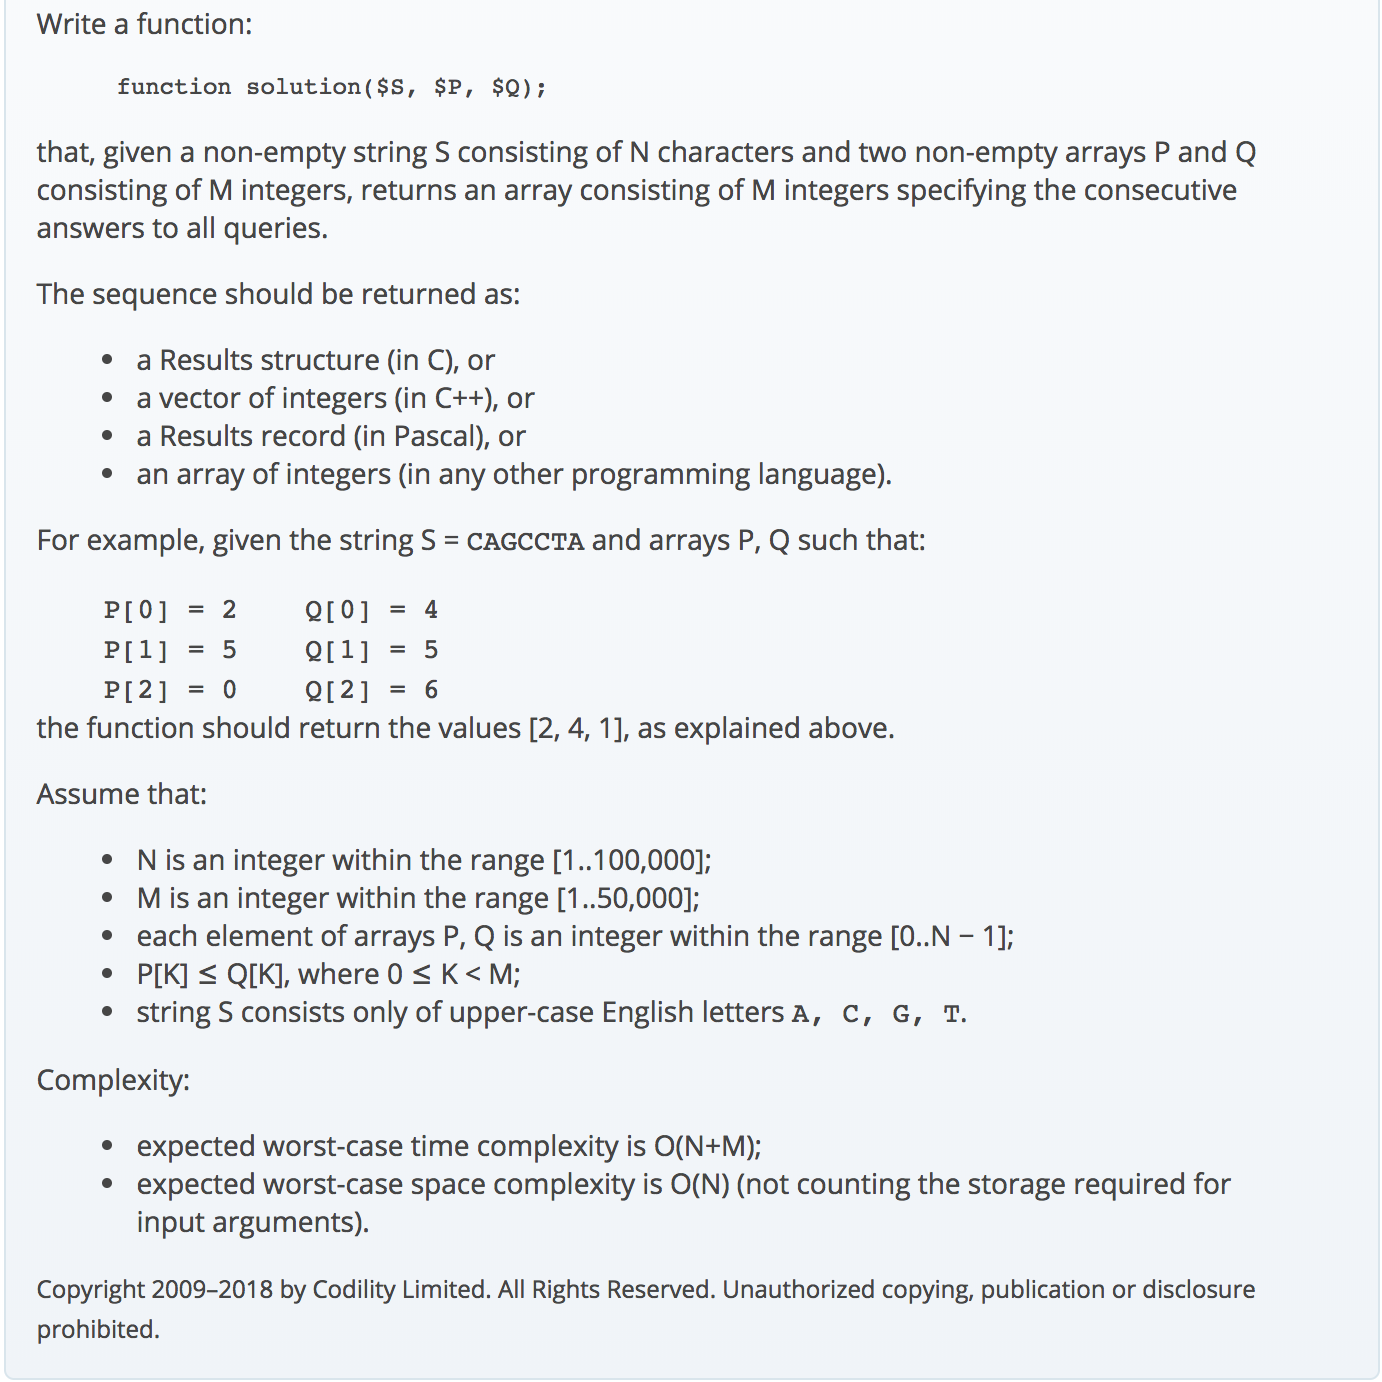 Write a function:
function solution($S, $P, $Q);
that, given a non-empty string S consisting of N characters and two non-empty arrays P and Q
consisting of M integers, returns an array consisting of M integers specifying the consecutive
answers to all queries.
The sequence should be returned as:
• a Results structure (in C), or
• a vector of integers (in C++), or
• a Results record (in Pascal), or
• an array of integers (in any other programming language).
For example, given the string S = CAGCCTA and arrays P, Q such that:
P[0] = 2    Q[0] = 4
P[1] = 5    Q[1] = 5
P[2] = 0    Q[2] = 6
the function should return the values [2, 4, 1], as explained above.
Assume that:
• N is an integer within the range [1..100,000];
• M is an integer within the range [1..50,000];
• each element of arrays P, Q is an integer within the range [0..N − 1];
• P[K] ≤ Q[K], where 0 ≤ K < M;
• string S consists only of upper-case English letters A, C, G, T.
Complexity:
• expected worst-case time complexity is O(N+M);
• expected worst-case space complexity is O(N) (not counting the storage required for
input arguments).
Copyright 2009–2018 by Codility Limited. All Rights Reserved. Unauthorized copying, publication or disclosure
prohibited.